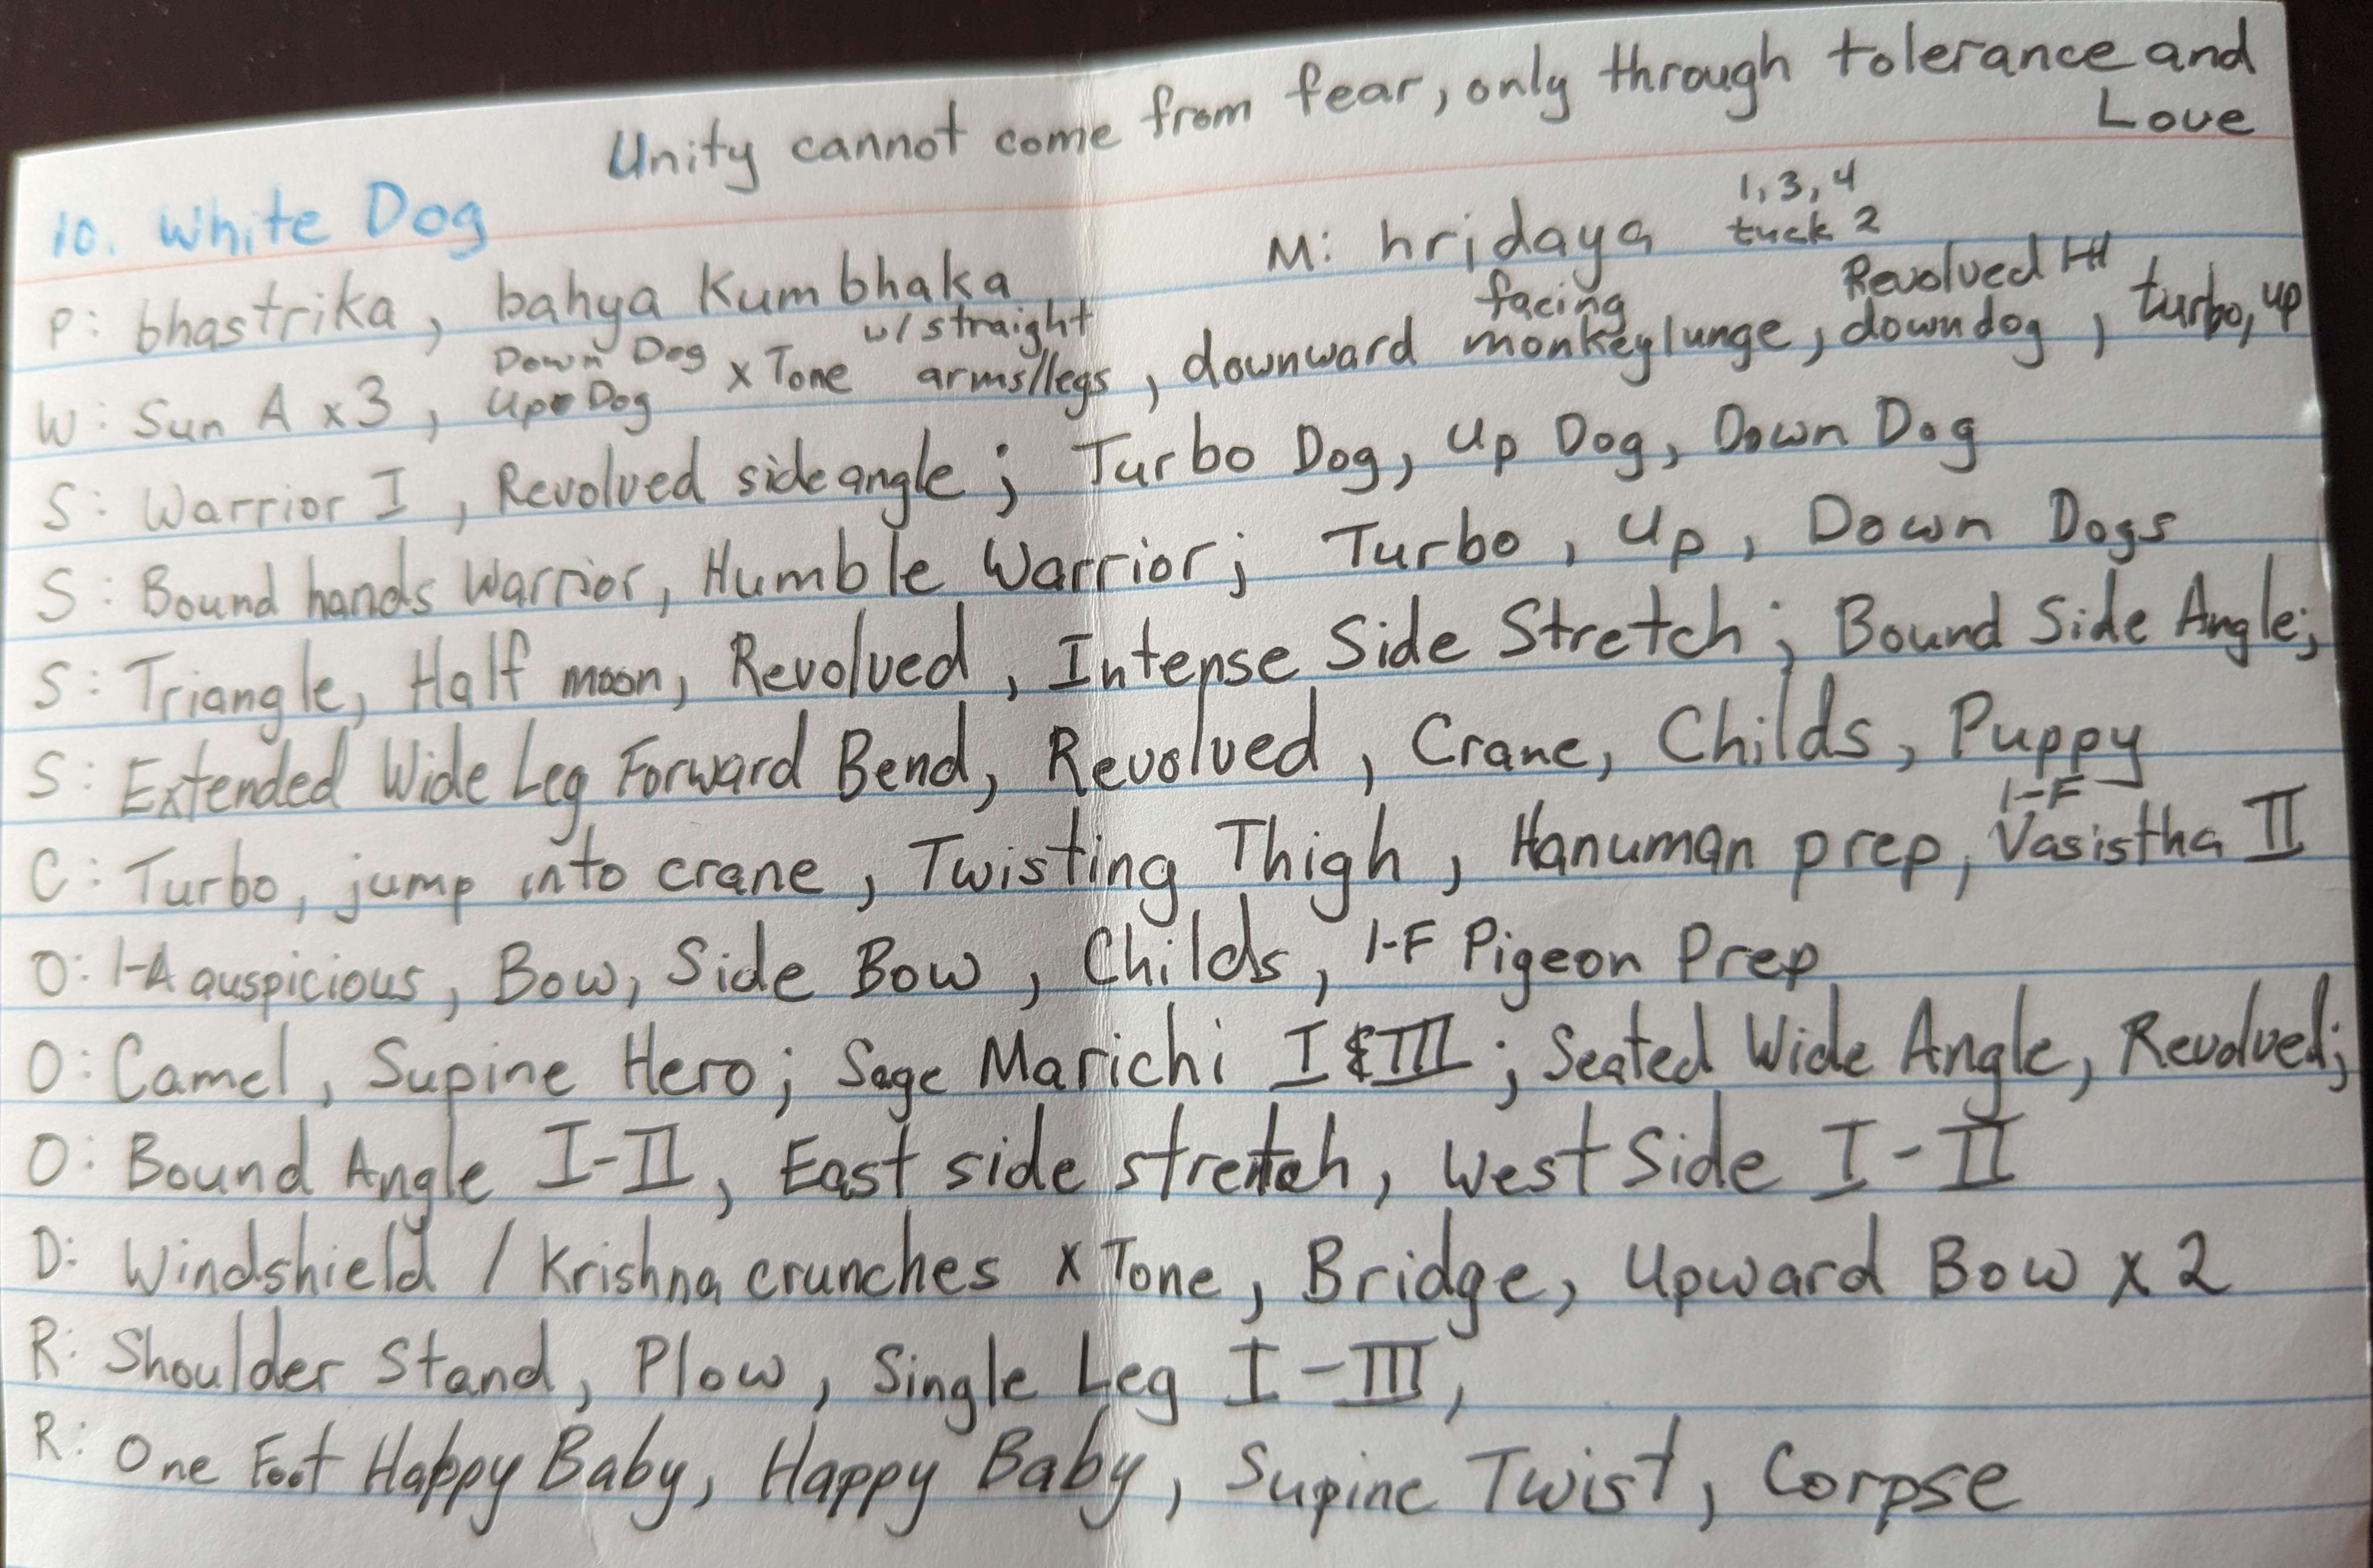 Unity cannot come from fear, only through tolerance and
Love
10. White Dog
P: bhastrika, bahya Kumbhaka M: hridaya 1, 3, 4
tuck 2
W: Sun A x3, Down Dog
Up Dog x Tone w/straight
arms/legs, downward facing
monkey lunge, Revolved
downdog, turbo, up
S: Warrior I, Revolved side angle; Turbo Dog, Up Dog, Down Dog
S: Bound hands Warrior, Humble Warrior; Turbo, Up, Down Dogs
S: Triangle, Half moon, Revolved, Intense Side Stretch; Bound Side Angle;
S: Extended Wide Leg Forward Bend, Revolved, Crane, Childs, Puppy
C: Turbo, jump into crane, Twisting Thigh, Hanuman prep, 1-F
Vasistha II
O: 1-A auspicious, Bow, Side Bow, Childs, 1-F Pigeon Prep
O: Camel, Supine Hero; Sage Marichi I & III; Seated Wide Angle, Revolved;
O: Bound Angle I-II, East side stretch, West Side I-II
D: Windshield / Krishna crunches x Tone, Bridge, Upward Bow x 2
R: Shoulder Stand, Plow, Single Leg I-III,
R: One Foot Happy Baby, Happy Baby, Supine Twist, Corpse